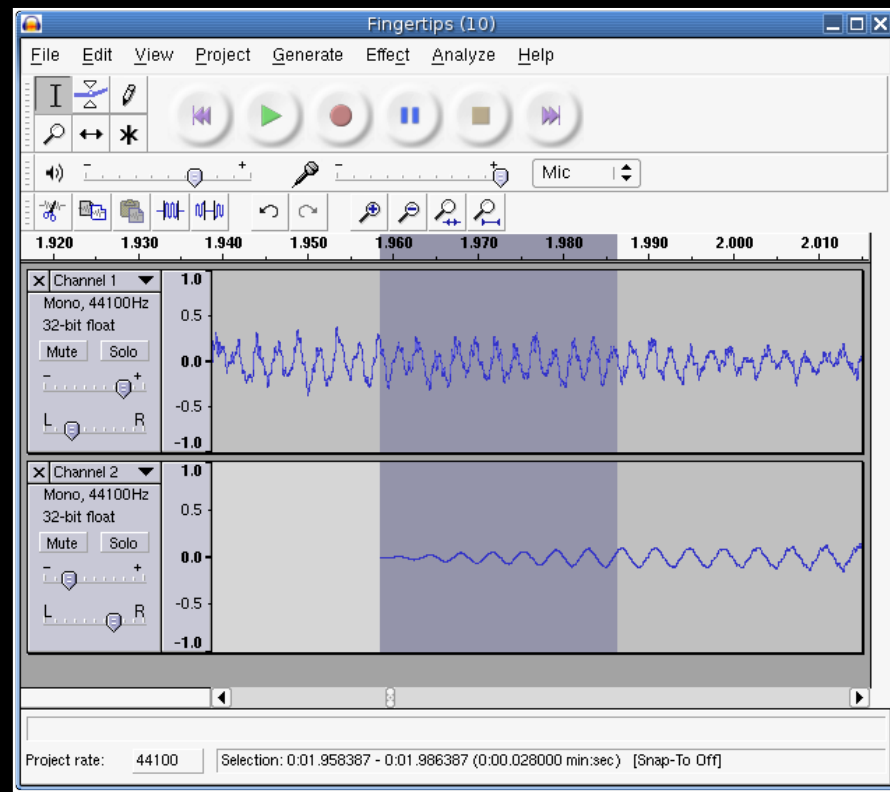 Fingertips (10)
File Edit View Project Generate Effect Analyze Help
- + - + Mic
1.920 1.930 1.940 1.950 1.960 1.970 1.980 1.990 2.000 2.010
Channel 1
Mono, 44100Hz
32-bit float
Mute Solo
- +
L R
1.0
0.5
0.0
-0.5
-1.0
Channel 2
Mono, 44100Hz
32-bit float
Mute Solo
- +
L R
1.0
0.5
0.0
-0.5
-1.0
Project rate: 44100 Selection: 0:01.958387 - 0:01.986387 (0:00.028000 min:sec) [Snap-To Off]